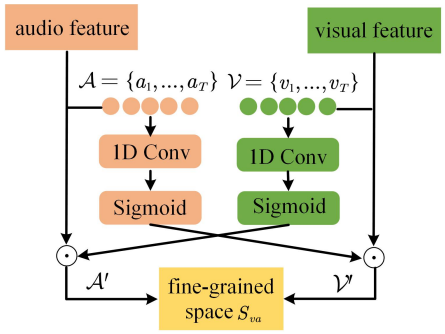 audio feature
visual feature
𝒜 = {a₁,...,a_T}
𝒱 = {v₁,...,v_T}
1D Conv
1D Conv
Sigmoid
Sigmoid
𝒜′
𝒱′
fine-grained
space S_va